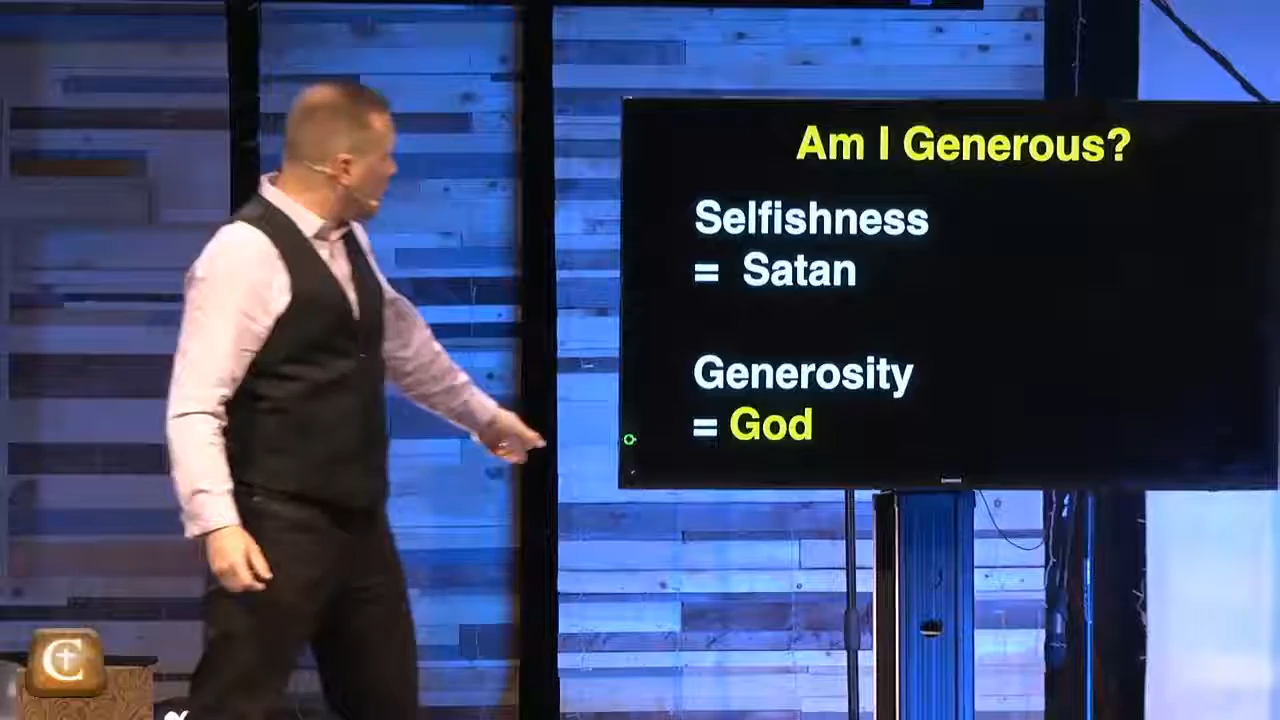 Am I Generous?
Selfishness
= Satan
Generosity
= God
C